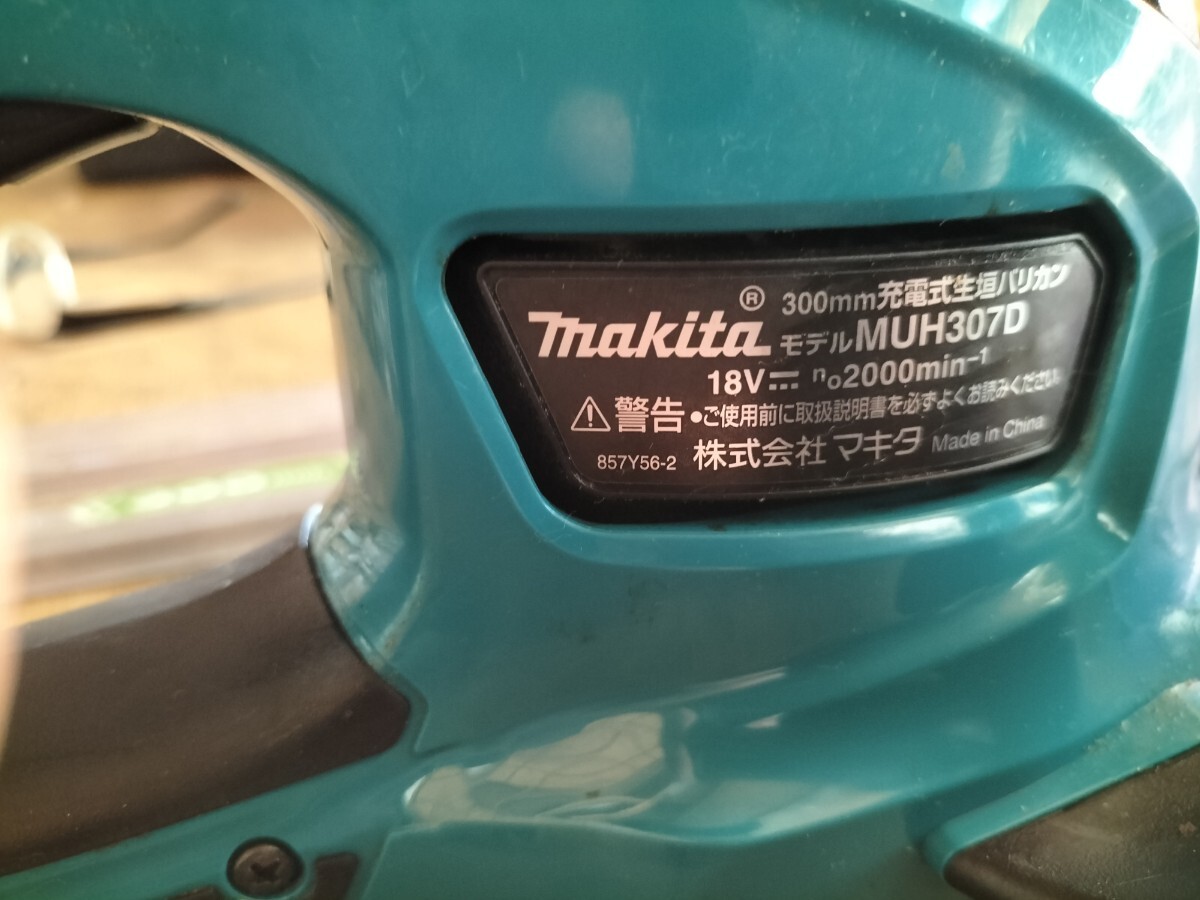 makita® 300mm充電式生垣バリカン
モデルMUH307D
18V⎓ no2000min-1
⚠警告 ●ご使用前に取扱説明書を必ずよくお読みください
857Y56-2 株式会社 マキタ Made in China